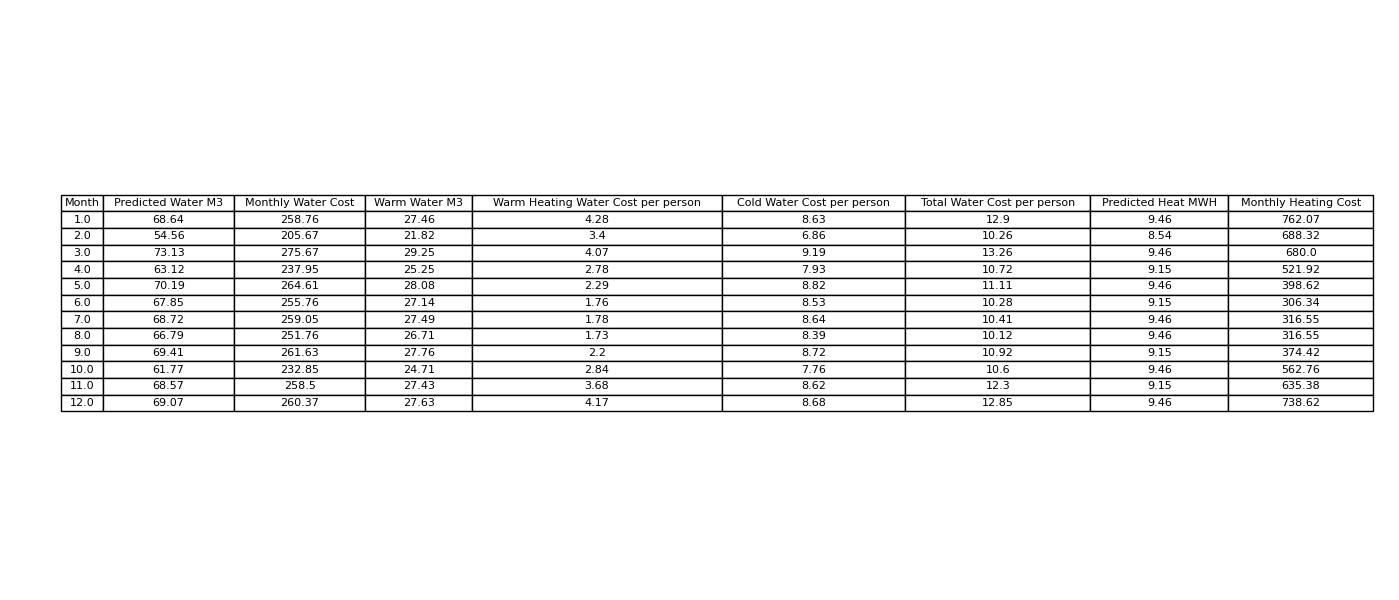 Month Predicted Water M3 Monthly Water Cost Warm Water M3 Warm Heating Water Cost per person Cold Water Cost per person Total Water Cost per person Predicted Heat MWH Monthly Heating Cost
1.0 68.64 258.76 27.46 4.28 8.63 12.9 9.46 762.07
2.0 54.56 205.67 21.82 3.4 6.86 10.26 8.54 688.32
3.0 73.13 275.67 29.25 4.07 9.19 13.26 9.46 680.0
4.0 63.12 237.95 25.25 2.78 7.93 10.72 9.15 521.92
5.0 70.19 264.61 28.08 2.29 8.82 11.11 9.46 398.62
6.0 67.85 255.76 27.14 1.76 8.53 10.28 9.15 306.34
7.0 68.72 259.05 27.49 1.78 8.64 10.41 9.46 316.55
8.0 66.79 251.76 26.71 1.73 8.39 10.12 9.46 316.55
9.0 69.41 261.63 27.76 2.2 8.72 10.92 9.15 374.42
10.0 61.77 232.85 24.71 2.84 7.76 10.6 9.46 562.76
11.0 68.57 258.5 27.43 3.68 8.62 12.3 9.15 635.38
12.0 69.07 260.37 27.63 4.17 8.68 12.85 9.46 738.62